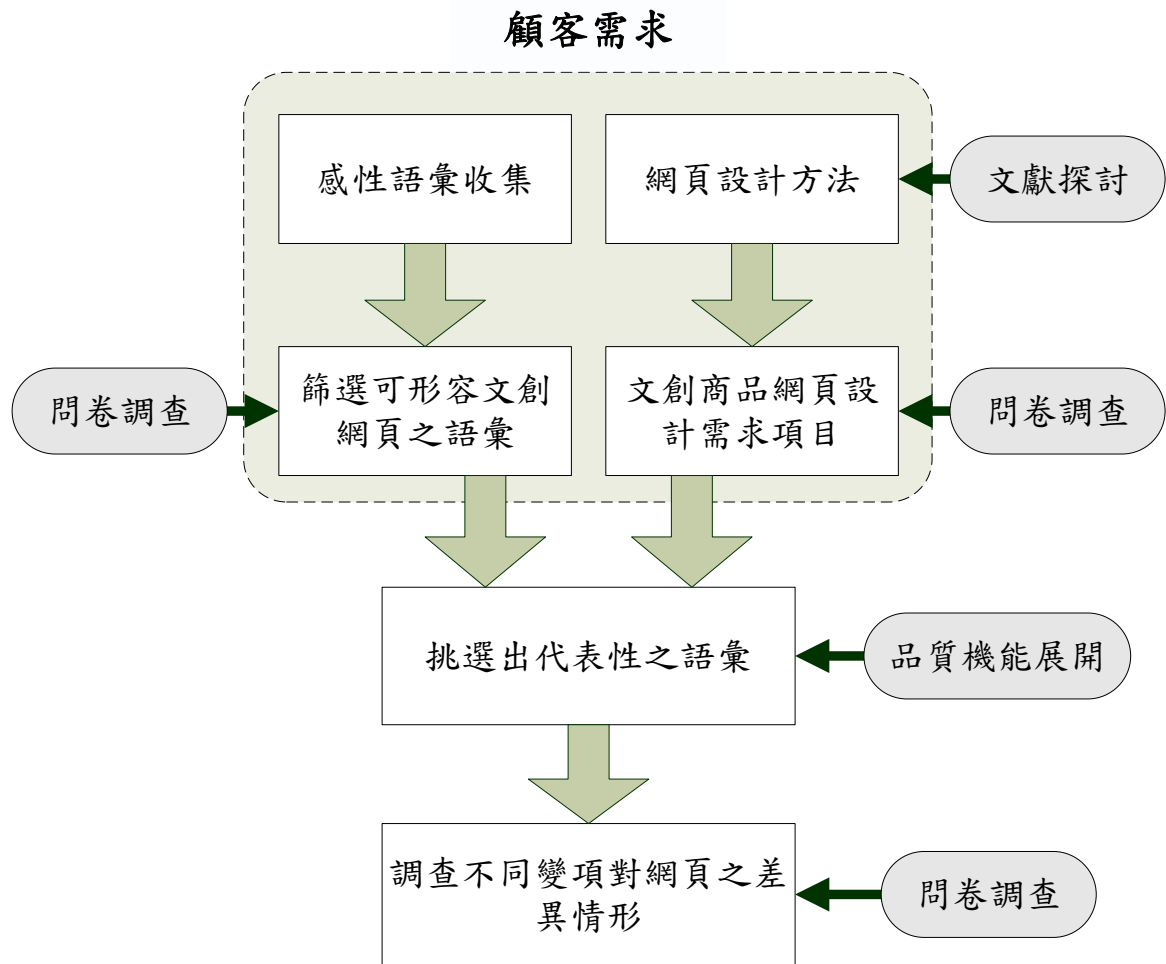 顧客需求
感性語彙收集
網頁設計方法
文獻探討
問卷調查
篩選可形容文創
網頁之語彙
文創商品網頁設
計需求項目
問卷調查
挑選出代表性之語彙
品質機能展開
調查不同變項對網頁之差
異情形
問卷調查